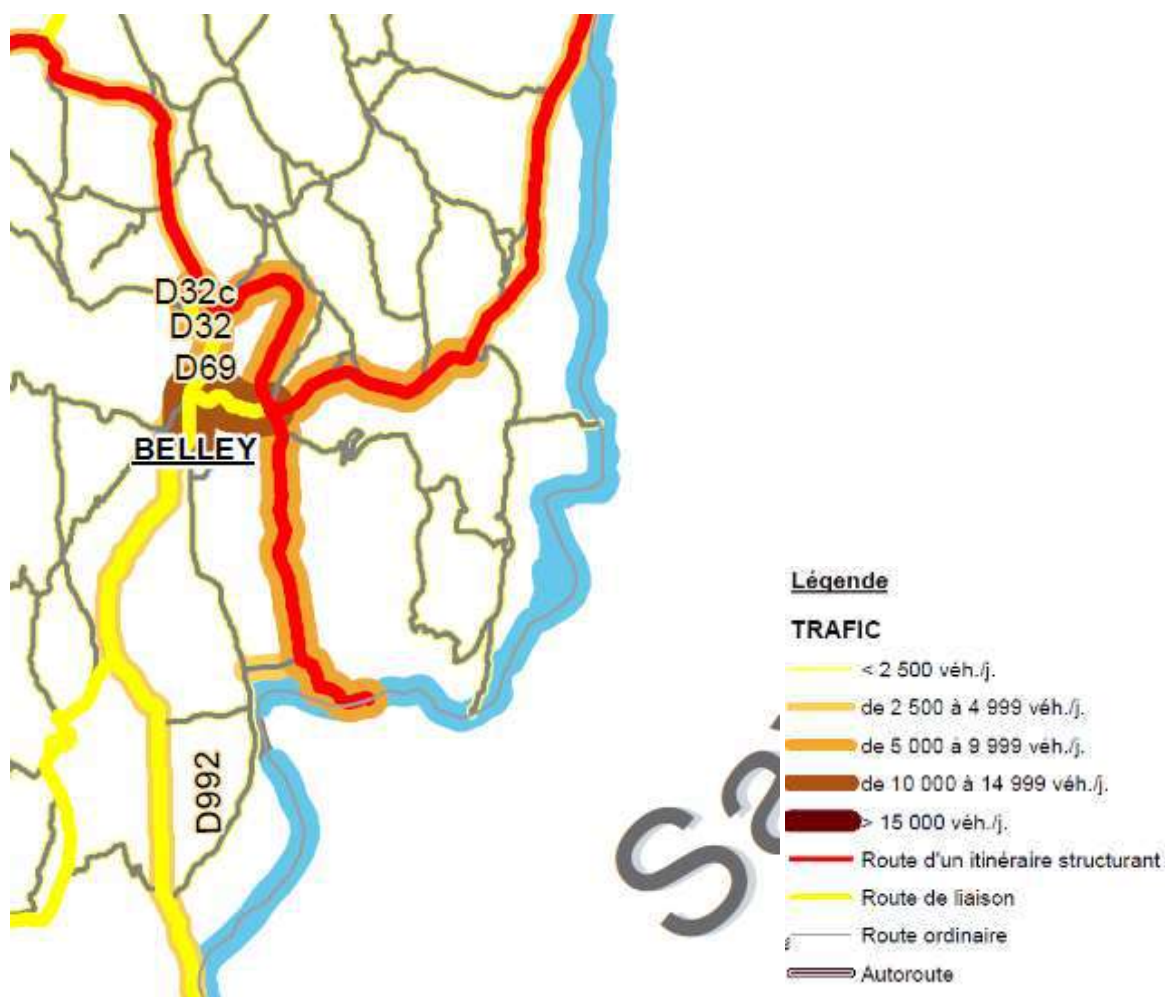 D32c
D32
D69
BELLEY
D992
Sa
Légende
TRAFIC
< 2 500 véh./j.
de 2 500 à 4 999 véh./j.
de 5 000 à 9 999 véh./j.
de 10 000 à 14 999 véh./j.
> 15 000 véh./j.
Route d'un itinéraire structurant
Route de liaison
Route ordinaire
Autoroute